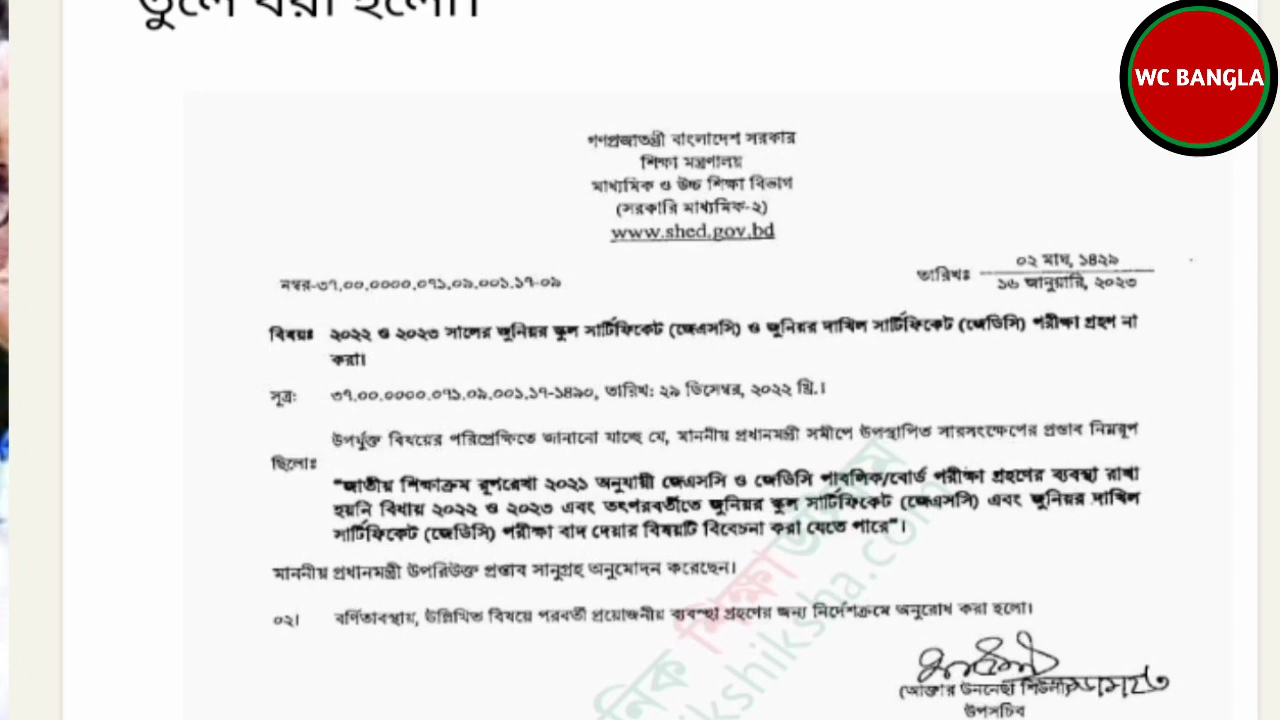 তুলে ধরা হলো।
WC BANGLA
গণপ্রজাতন্ত্রী বাংলাদেশ সরকার
শিক্ষা মন্ত্রণালয়
মাধ্যমিক ও উচ্চ শিক্ষা বিভাগ
(সরকারি মাধ্যমিক-২)
www.shed.gov.bd
নম্বর-৩৭.০০.০০০০.০৭১.০৯.০০১.১৭-০৯
তারিখঃ ০২ মাঘ, ১৪২৯
১৬ জানুয়ারি, ২০২৩
বিষয়ঃ ২০২২ ও ২০২৩ সালের জুনিয়র স্কুল সার্টিফিকেট (জেএসসি) ও জুনিয়র দাখিল সার্টিফিকেট (জেডিসি) পরীক্ষা গ্রহণ না
করা।
সূত্র: ৩৭.০০.০০০০.০৭১.০৯.০০১.১৭-১৪৯০, তারিখ: ২৯ ডিসেম্বর, ২০২২ খ্রি.।
উপর্যুক্ত বিষয়ের পরিপ্রেক্ষিতে জানানো যাচ্ছে যে, মাননীয় প্রধানমন্ত্রী সমীপে উপস্থাপিত সারসংক্ষেপের প্রস্তাব নিম্নরূপ
ছিলোঃ
"জাতীয় শিক্ষাক্রম রূপরেখা ২০২১ অনুযায়ী জেএসসি ও জেডিসি পাবলিক/বোর্ড পরীক্ষা গ্রহণের ব্যবস্থা রাখা
হয়নি বিধায় ২০২২ ও ২০২৩ এবং তৎপরবর্তীতে জুনিয়র স্কুল সার্টিফিকেট (জেএসসি) এবং জুনিয়র দাখিল
সার্টিফিকেট (জেডিসি) পরীক্ষা বাদ দেয়ার বিষয়টি বিবেচনা করা যেতে পারে"।
মাননীয় প্রধানমন্ত্রী উপরিউক্ত প্রস্তাব সানুগ্রহ অনুমোদন করেছেন।
০২। বর্ণিতাবস্থায়, উল্লিখিত বিষয়ে পরবর্তী প্রয়োজনীয় ব্যবস্থা গ্রহণের জন্য নির্দেশক্রমে অনুরোধ করা হলো।
(আক্তার উননেছা শিউলী)
উপসচিব